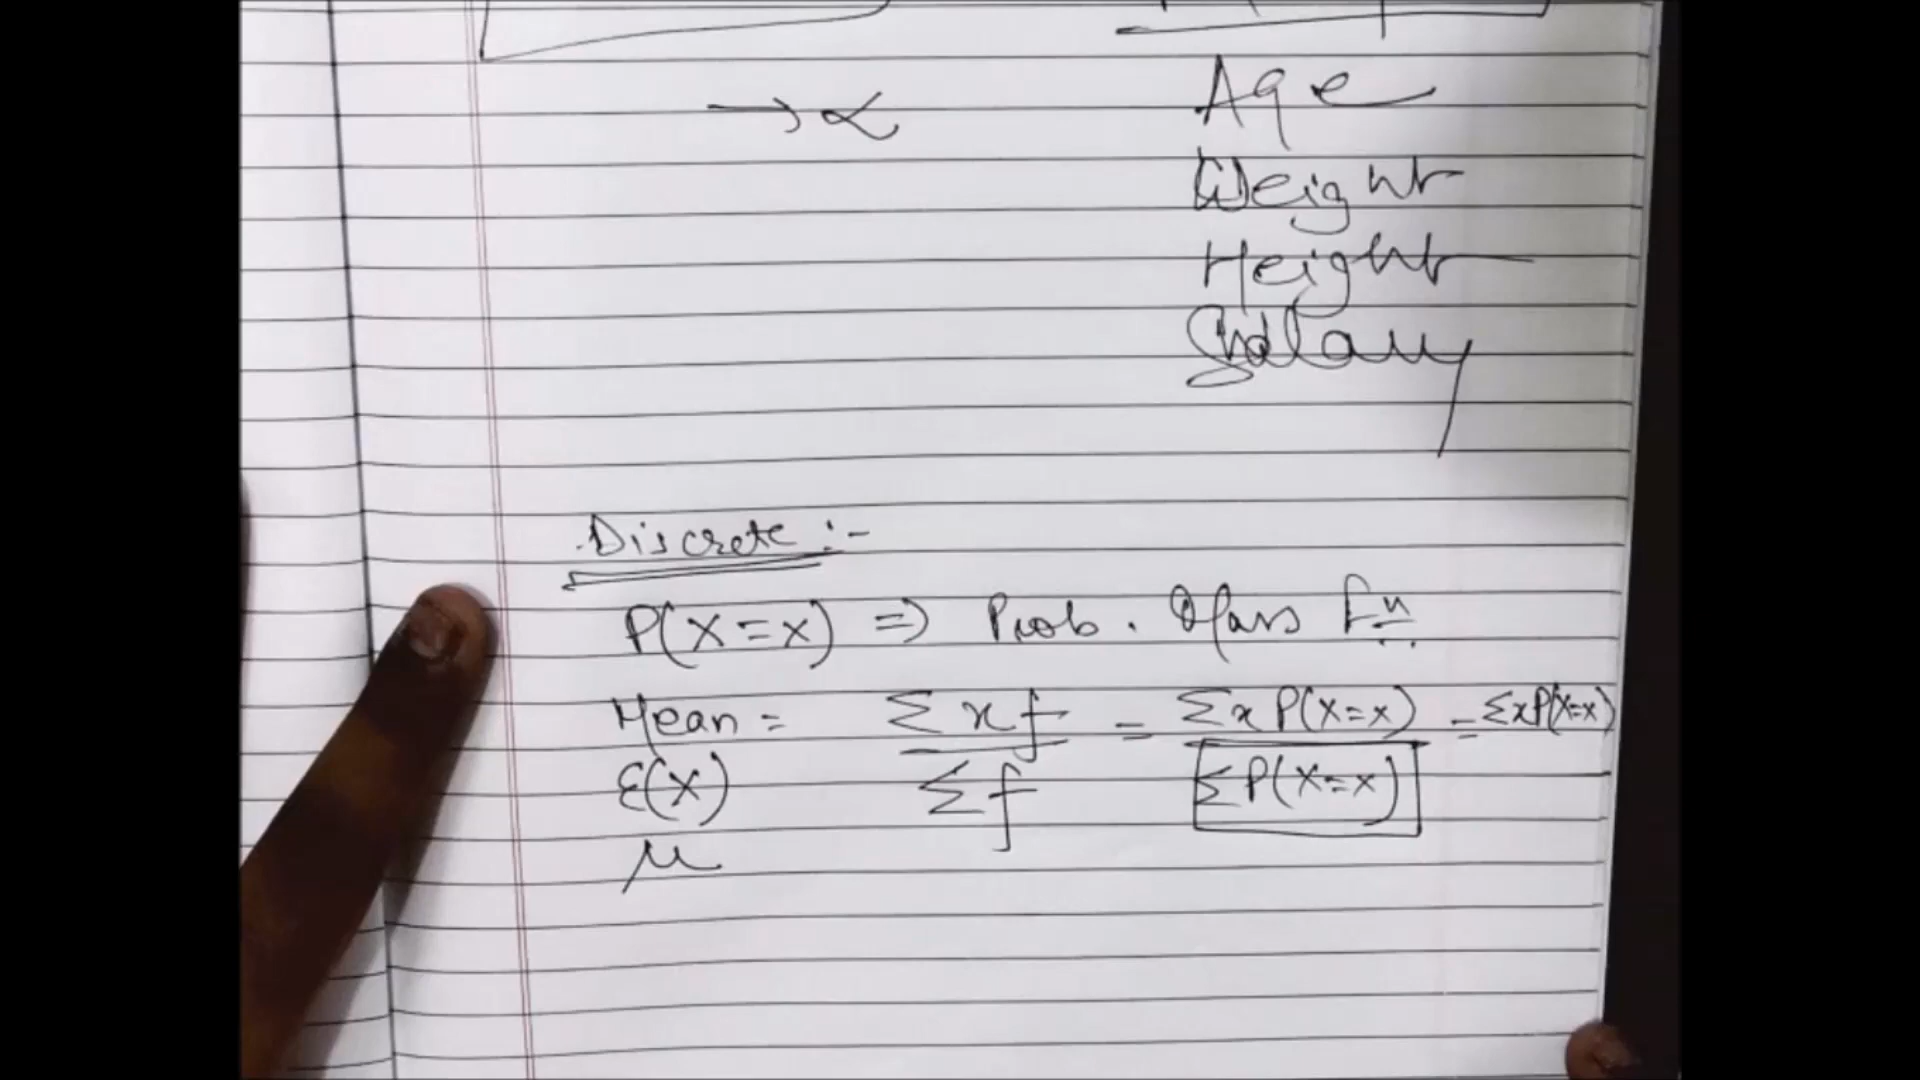 → ∝
Age
Weight
Height
Salary
Discrete :-
P(X=x) => Prob. Mass Fn
Mean = Σxf / Σf = ΣxP(X=x) / ΣP(X=x) = ΣxP(X=x)
E(X)
μ